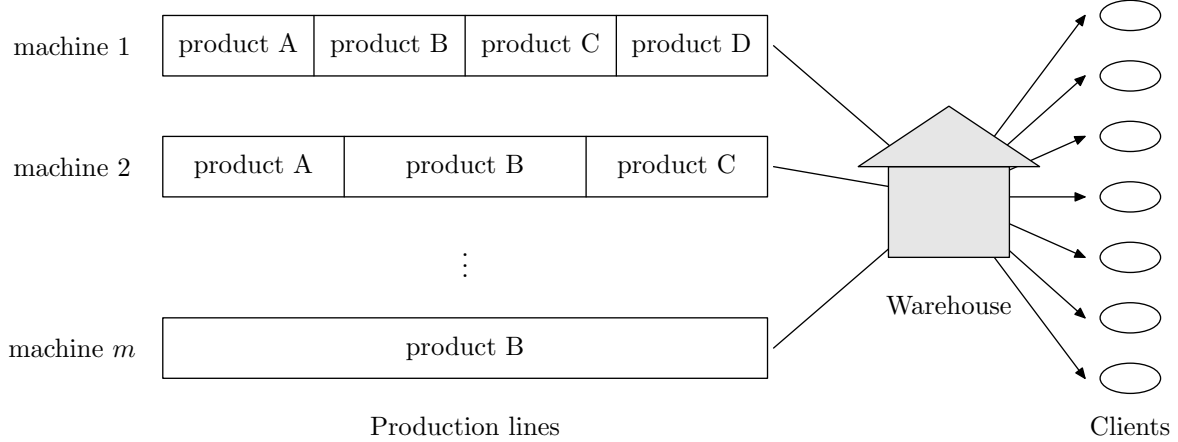 machine 1
product A
product B
product C
product D
machine 2
product A
product B
product C
⋮
machine m
product B
Warehouse
Production lines
Clients